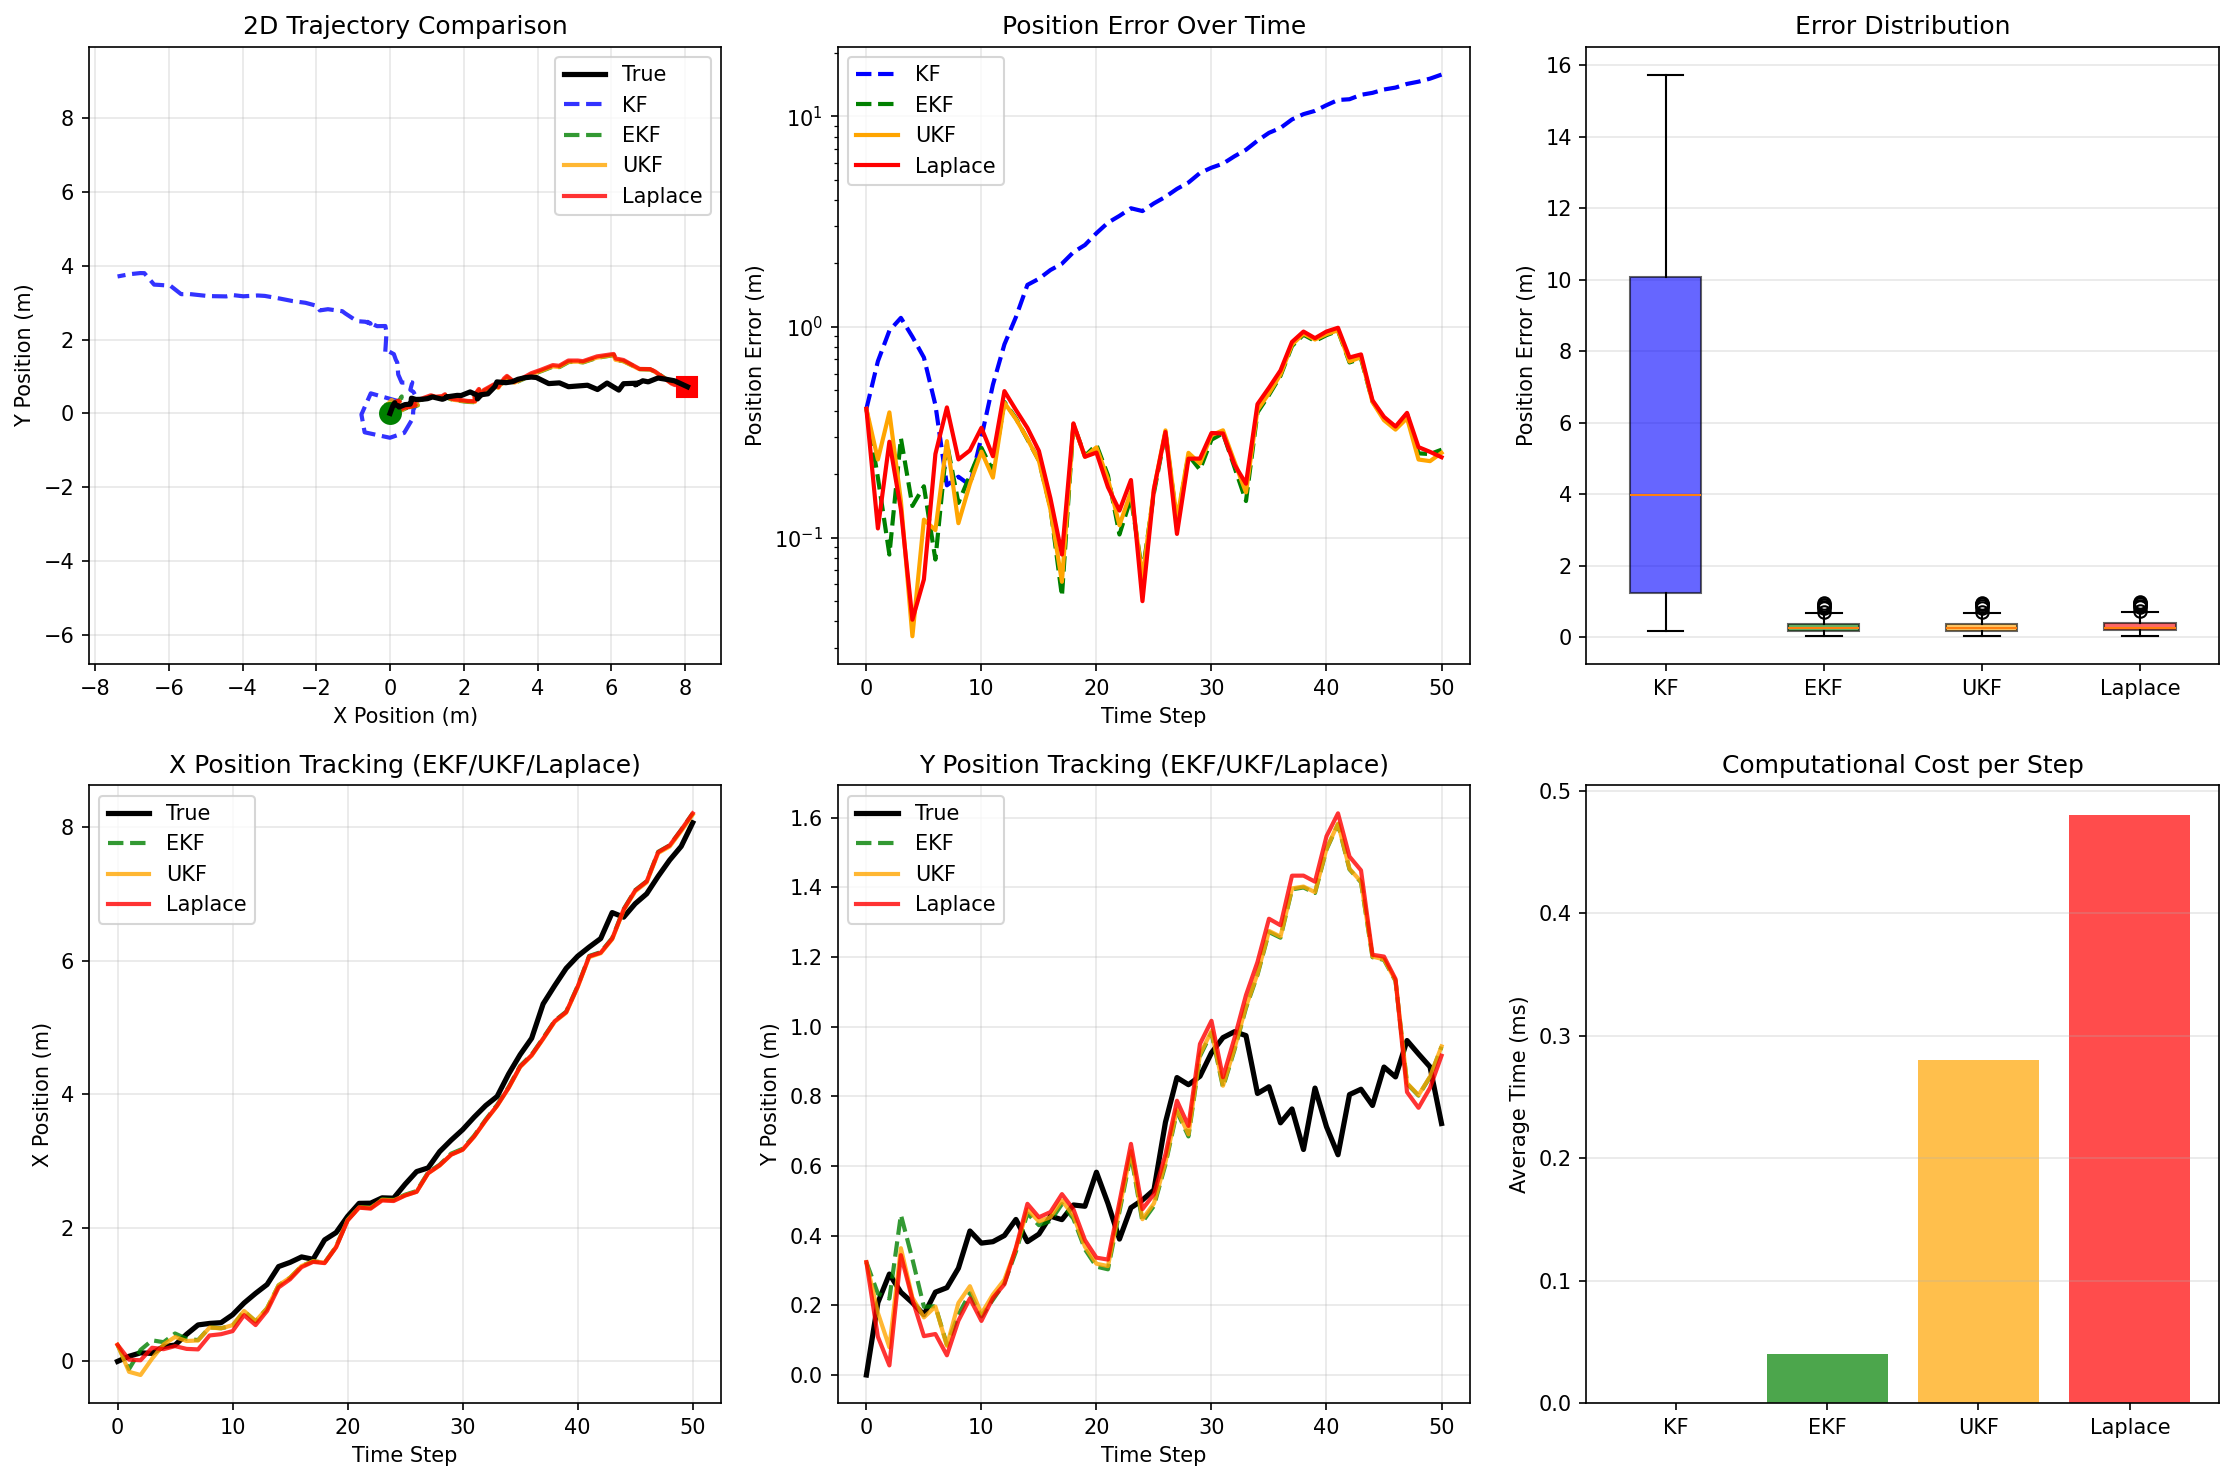 2D Trajectory Comparison
Y Position (m)
8
6
4
2
0
−2
−4
−6
True
KF
EKF
UKF
Laplace
−8 −6 −4 −2 0 2 4 6 8
X Position (m)
Position Error Over Time
Position Error (m)
10¹
10⁰
10⁻¹
KF
EKF
UKF
Laplace
0 10 20 30 40 50
Time Step
Error Distribution
Position Error (m)
16
14
12
10
8
6
4
2
0
KF EKF UKF Laplace
X Position Tracking (EKF/UKF/Laplace)
X Position (m)
8
6
4
2
0
True
EKF
UKF
Laplace
0 10 20 30 40 50
Time Step
Y Position Tracking (EKF/UKF/Laplace)
Y Position (m)
1.6
1.4
1.2
1.0
0.8
0.6
0.4
0.2
0.0
True
EKF
UKF
Laplace
0 10 20 30 40 50
Time Step
Computational Cost per Step
Average Time (ms)
0.5
0.4
0.3
0.2
0.1
0.0
KF EKF UKF Laplace